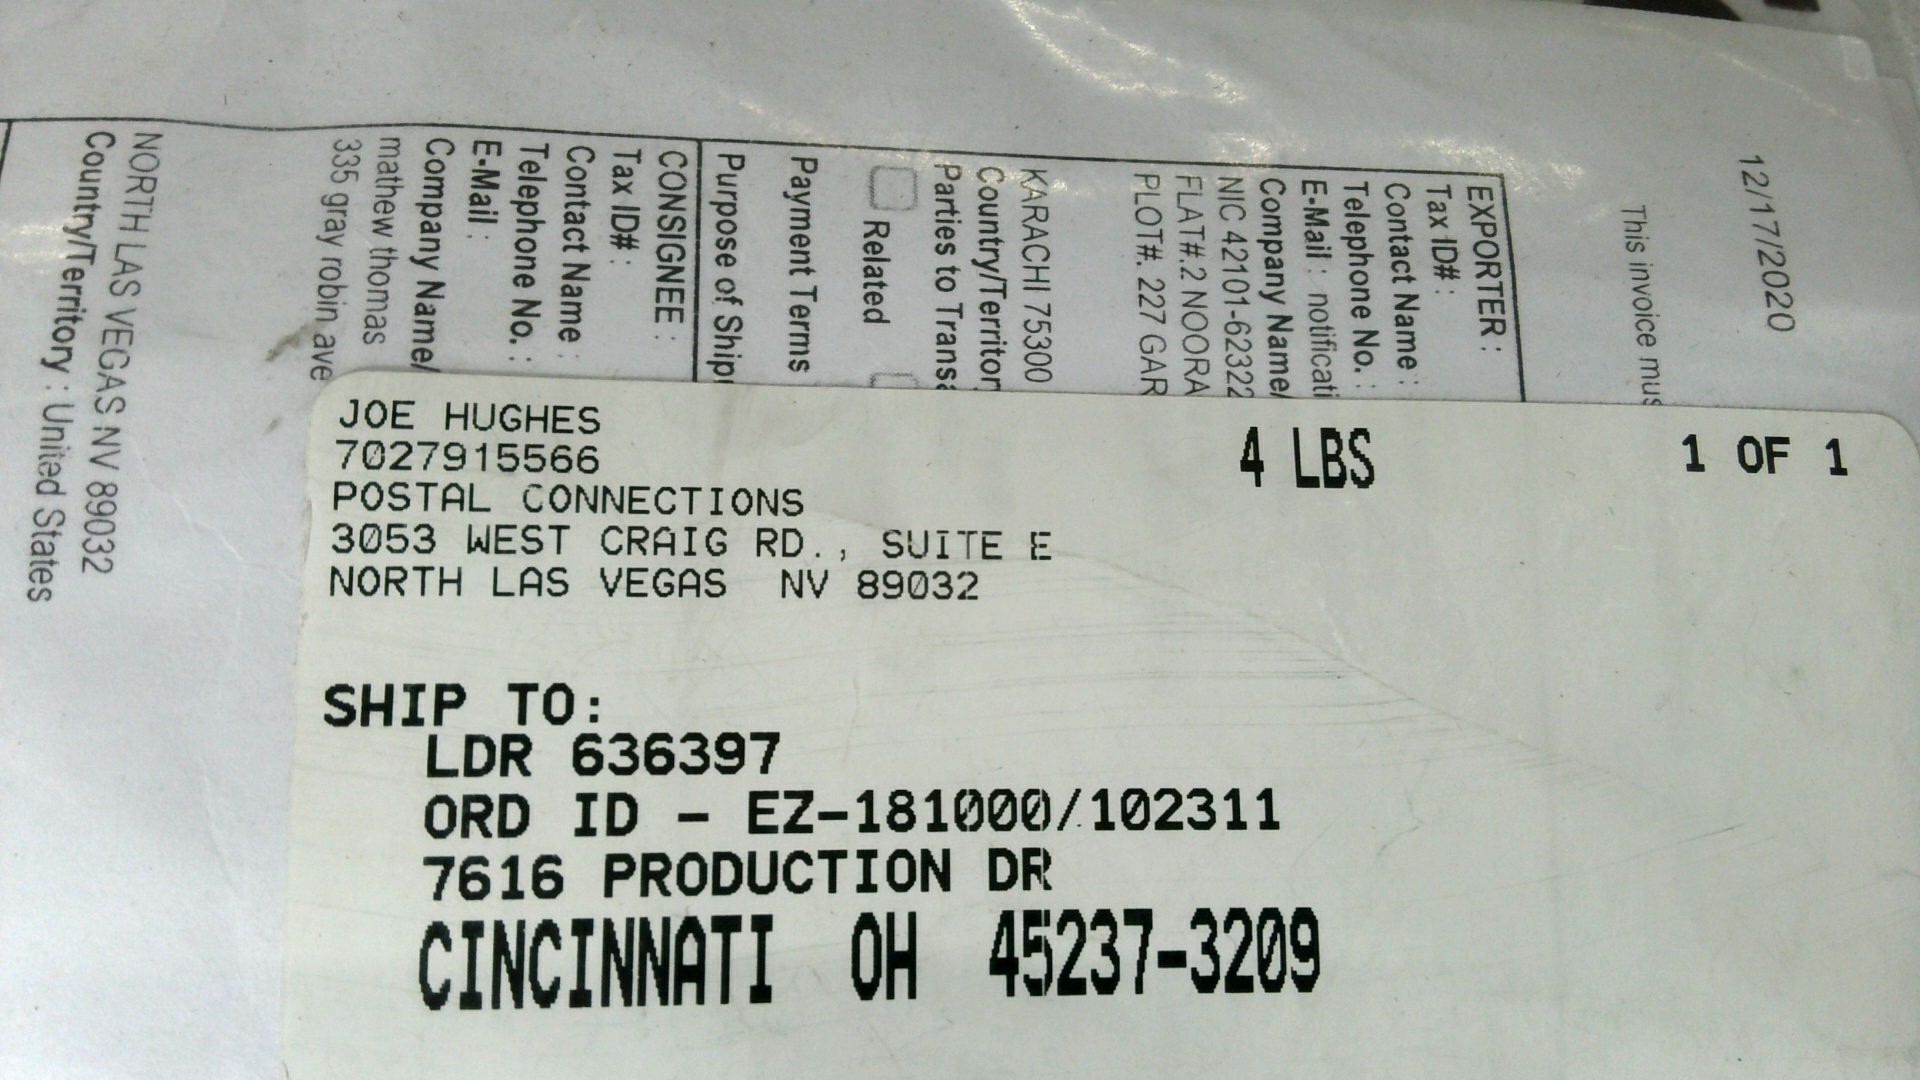 12/17/2020
This invoice mus
EXPORTER :
Tax ID# :
Contact Name :
Telephone No. :
E-Mail : notificati
Company Name/
NIC 42101-62322
FLAT#.2 NOORA
PLOT#. 227 GAR
KARACHI 75300
Country/Territor
Parties to Transa
Related
Payment Terms
Purpose of Ship
CONSIGNEE :
Tax ID# :
Contact Name :
Telephone No. :
E-Mail :
Company Name/
mathew thomas
335 gray robin ave
NORTH LAS VEGAS NV 89032
Country/Territory : United States
JOE HUGHES
7027915566
POSTAL CONNECTIONS
3053 WEST CRAIG RD., SUITE E
NORTH LAS VEGAS NV 89032
4 LBS
1 OF 1
SHIP TO:
LDR 636397
ORD ID - EZ-181000/102311
7616 PRODUCTION DR
CINCINNATI OH 45237-3209